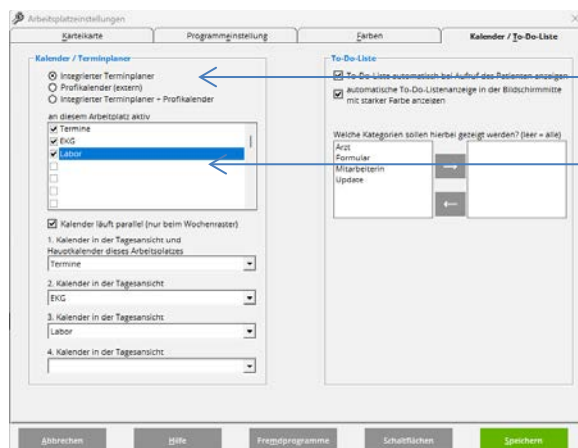 Arbeitsplatzeinstellungen
Karteikarte
Programmeinstellung
Farben
Kalender / To-Do-Liste
Kalender / Terminplaner
Integrierter Terminplaner
Profikalender (extern)
Integrierter Terminplaner + Profikalender
an diesem Arbeitplatz aktiv
Termine
EKG
Labor
Kalender läuft parallel (nur beim Wochenraster)
1. Kalender in der Tagesansicht und
Hauptkalender dieses Arbeitsplatzes
Termine
2. Kalender in der Tagesansicht
EKG
3. Kalender in der Tagesansicht
Labor
4. Kalender in der Tagesansicht
To-Do-Liste
To-Do-Liste automatisch bei Aufruf des Patienten anzeigen
automatische To-Do-Listenanzeige in der Bildschirmmitte
mit starker Farbe anzeigen
Welche Kategorien sollen hierbei gezeigt werden? (leer = alle)
Arzt
Formular
Mitarbeiterin
Update
Abbrechen
Hilfe
Fremdprogramme
Schaltflächen
Speichern